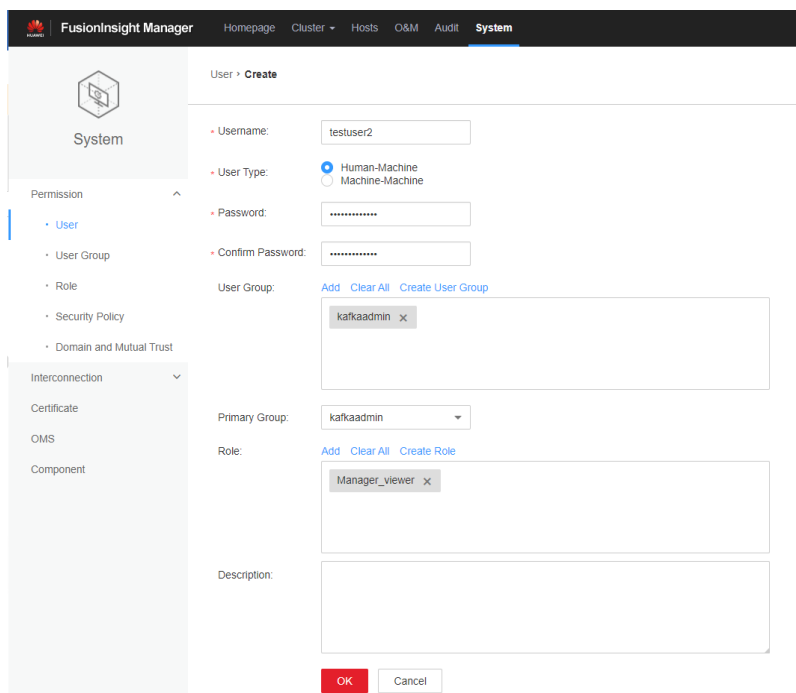 HUAWEI FusionInsight Manager Homepage Cluster Hosts O&M Audit System
System
Permission
User
User Group
Role
Security Policy
Domain and Mutual Trust
Interconnection
Certificate
OMS
Component
User › Create
* Username: testuser2
* User Type: Human-Machine
Machine-Machine
* Password: •••••••••••••
* Confirm Password: •••••••••••••
User Group: Add Clear All Create User Group
kafkaadmin ×
Primary Group: kafkaadmin
Role: Add Clear All Create Role
Manager_viewer ×
Description:
OK Cancel